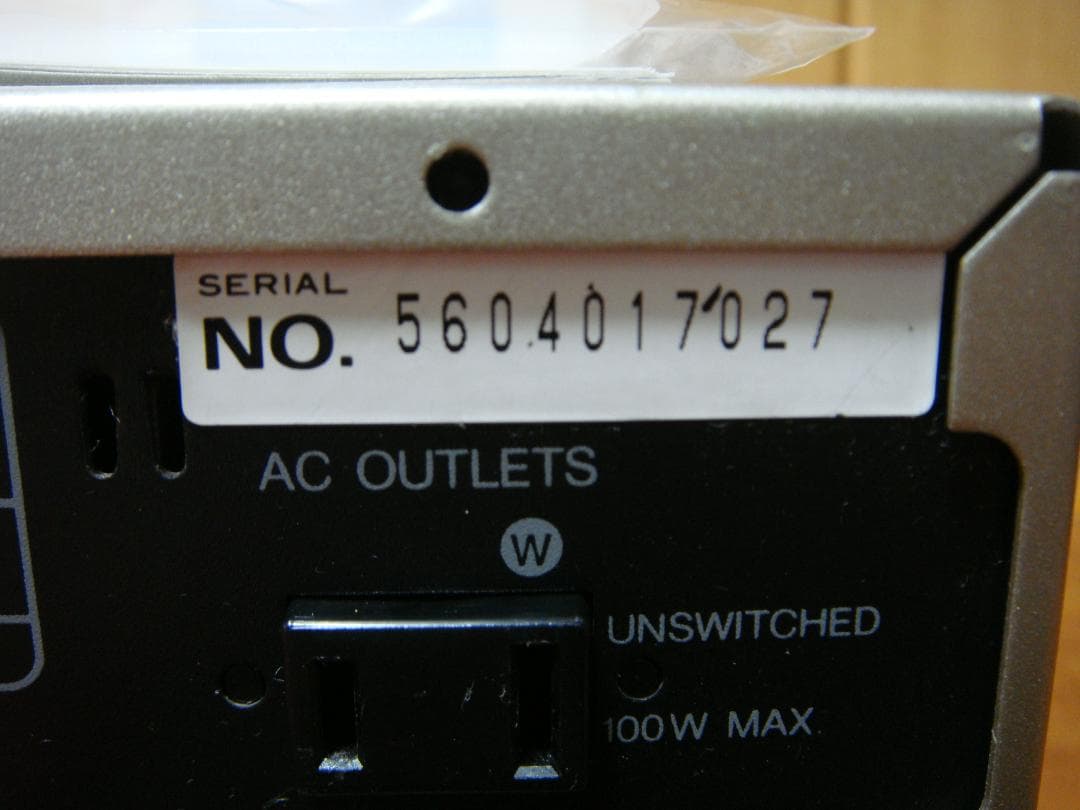 SERIAL
NO. 5604017027
AC OUTLETS
W
UNSWITCHED
100W MAX